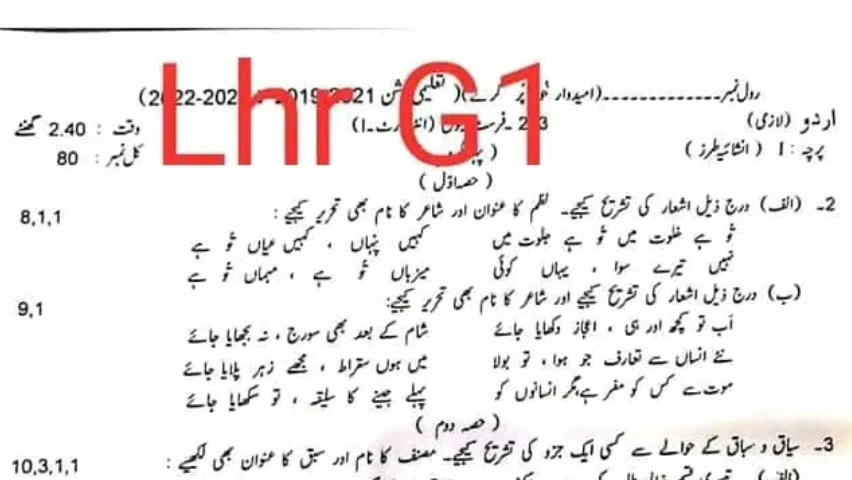 Lhr G1
رول نمبر-------------(امیدوار خود پُر کرے)( تعلیمی سیشن 2021-2019 2022-202)
اردو (لازمی) وقت : 2.40 گھنٹے
پرچہ : I ( انشائیہ طرز ) کل نمبر : 80
( حصہ اوّل )
2۔ (الف) درج ذیل اشعار کی تشریح کیجیے۔ نظم کا عنوان اور شاعر کا نام بھی تحریر کیجیے : 8,1,1
تُو ہے خلوت میں تُو ہے جلوت میں کہیں پنہاں ، کہیں عیاں تُو ہے
نہیں تیرے سوا ، یہاں کوئی میزباں تُو ہے ، مہماں تُو ہے
(ب) درج ذیل اشعار کی تشریح کیجیے اور شاعر کا نام بھی تحریر کیجیے: 9,1
اَب تو کچھ اور ہی ، اعجاز دکھایا جائے شام کے بعد بھی سورج ، نہ بجھایا جائے
نئے انساں سے تعارف جو ہوا ، تو بولا میں ہوں سقراط ، مجھے زہر پلایا جائے
موت سے کس کو مفر ہے،مگر انسانوں کو پہلے جینے کا سلیقہ ، تو سکھایا جائے
( حصہ دوم )
3۔ سیاق و سباق کے حوالے سے کسی ایک جزو کی تشریح کیجیے۔ مصنف کا نام اور سبق کا عنوان بھی لکھیے : 10,3,1,1
(الف)